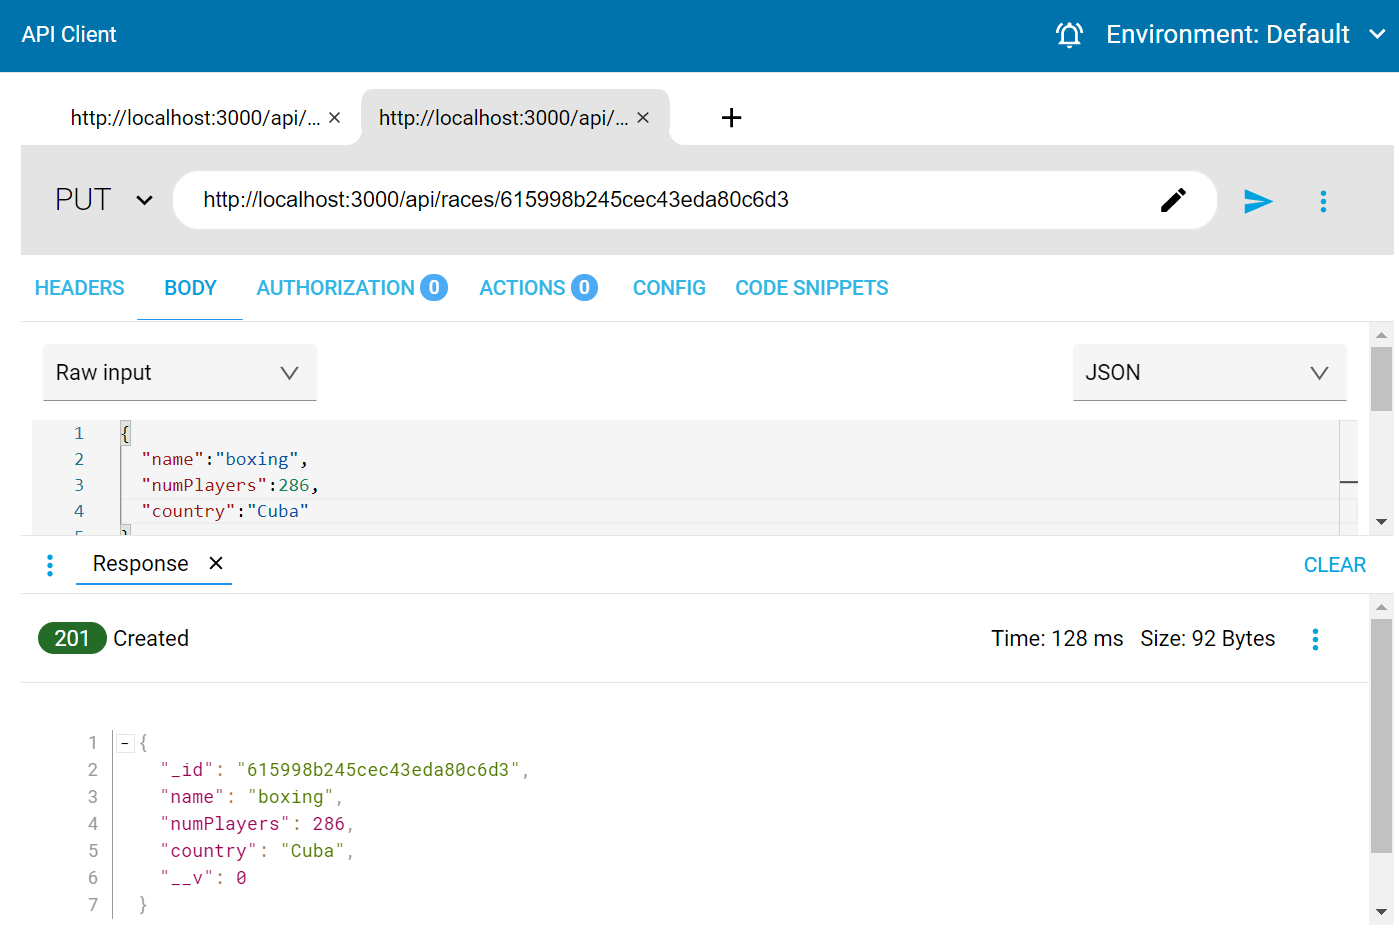 API Client
Environment: Default
http://localhost:3000/api/... ×
http://localhost:3000/api/... ×
+
PUT
http://localhost:3000/api/races/615998b245cec43eda80c6d3
HEADERS BODY AUTHORIZATION 0 ACTIONS 0 CONFIG CODE SNIPPETS
Raw input
JSON
1 {
2 "name":"boxing",
3 "numPlayers":286,
4 "country":"Cuba"
Response ×
CLEAR
201 Created
Time: 128 ms Size: 92 Bytes
1 {
2 "_id": "615998b245cec43eda80c6d3",
3 "name": "boxing",
4 "numPlayers": 286,
5 "country": "Cuba",
6 "__v": 0
7 }